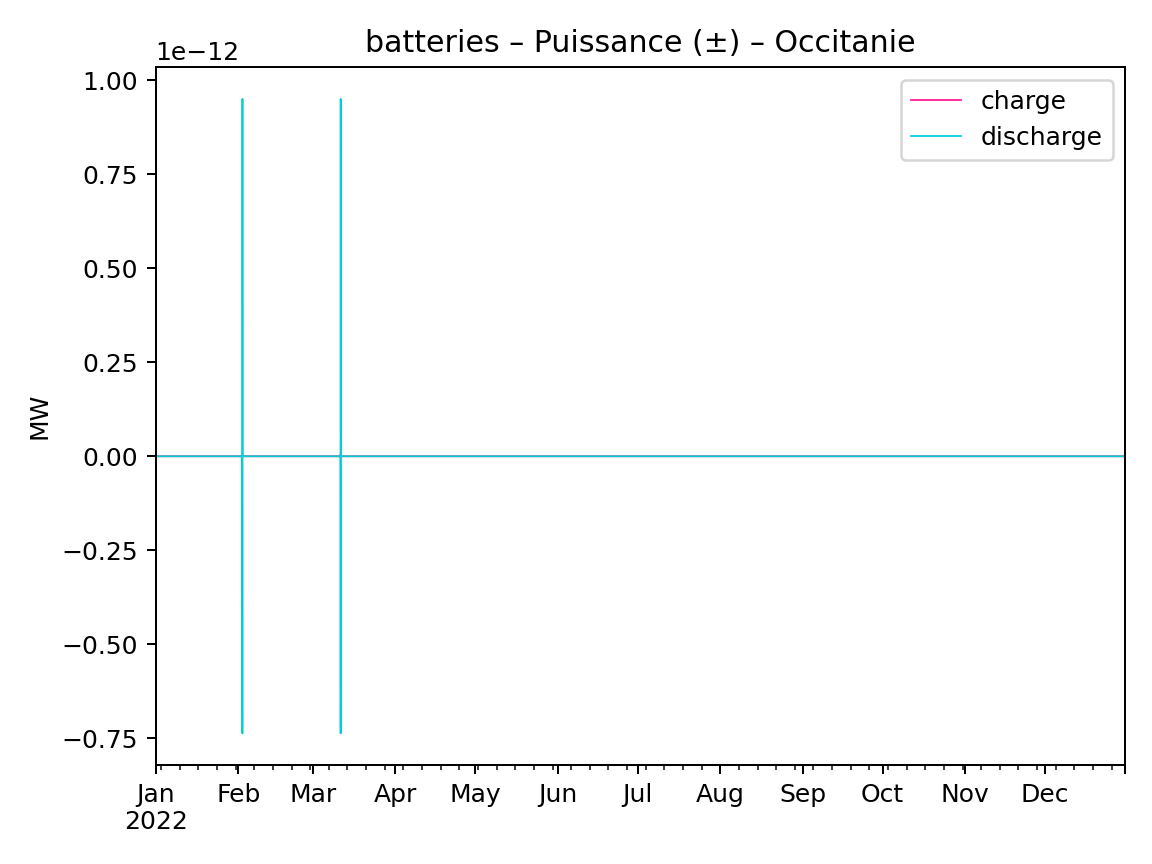 batteries – Puissance (±) – Occitanie
1e−12
1.00
0.75
0.50
0.25
0.00
−0.25
−0.50
−0.75
MW
charge
discharge
Jan Feb Mar Apr May Jun Jul Aug Sep Oct Nov Dec
2022